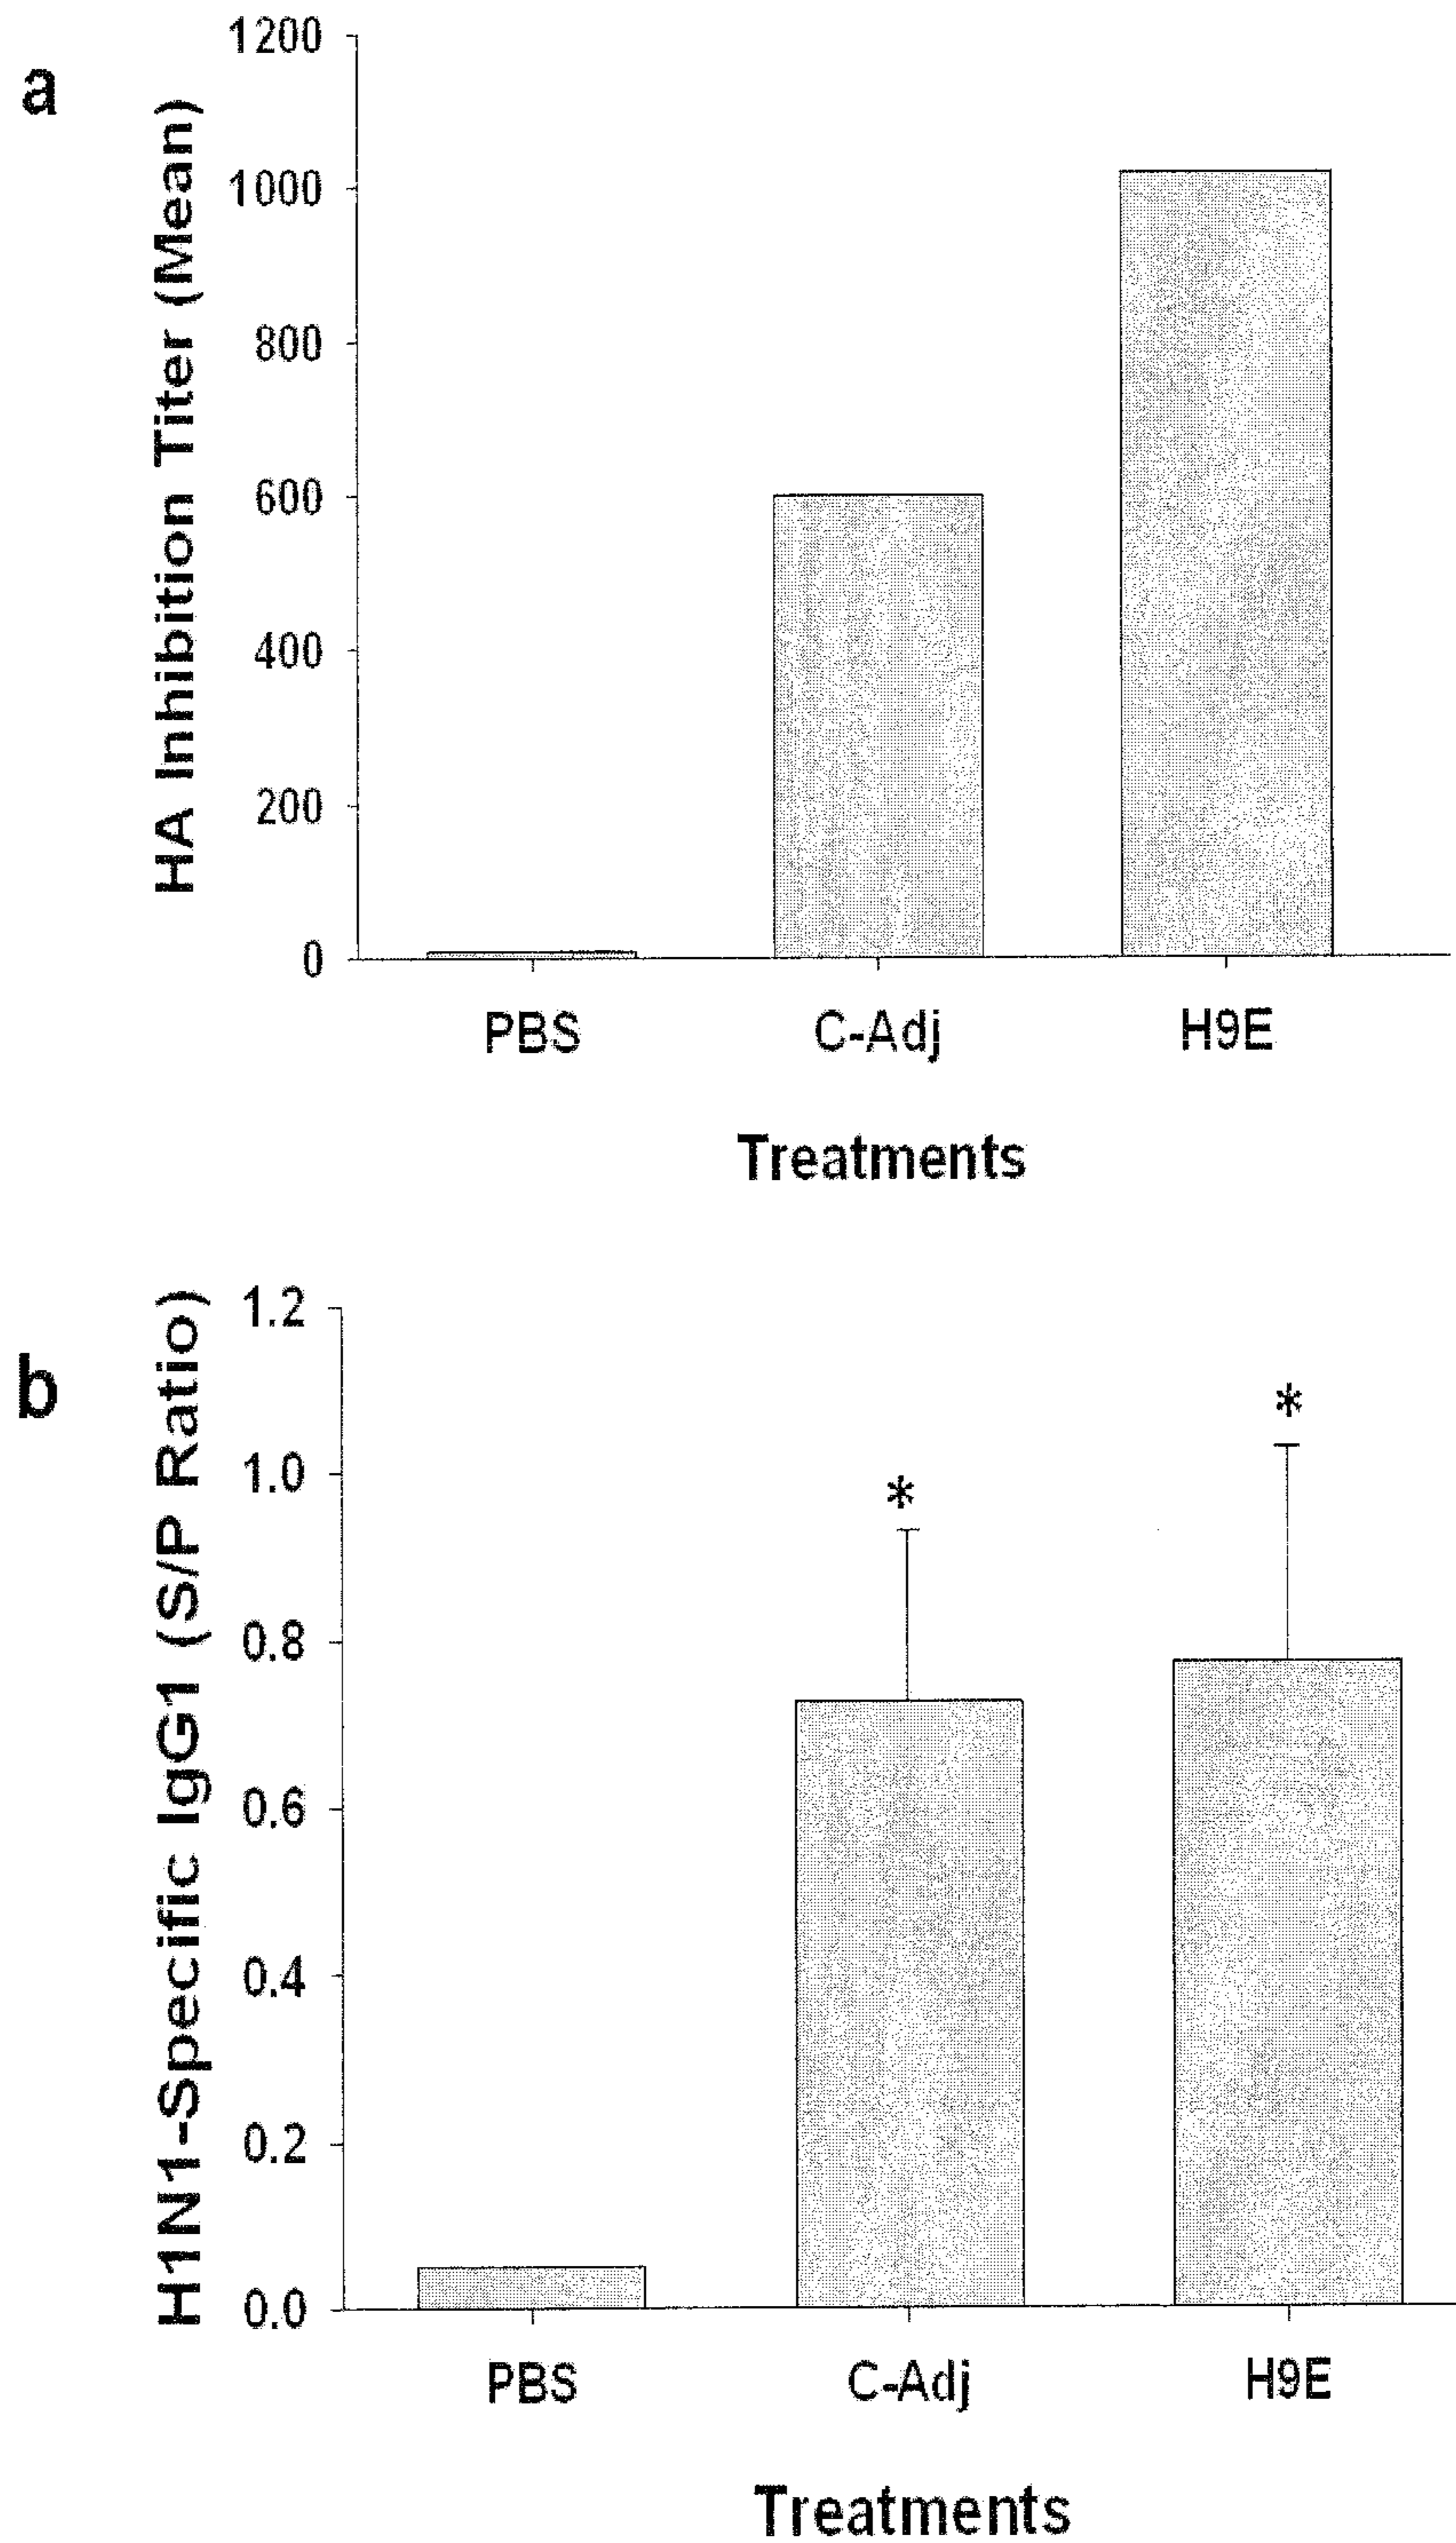 a
HA Inhibition Titer (Mean)
1200
1000
800
600
400
200
0
PBS C-Adj H9E
Treatments
b
H1N1-Specific IgG1 (S/P Ratio)
1.2
1.0
0.8
0.6
0.4
0.2
0.0
* *
PBS C-Adj H9E
Treatments